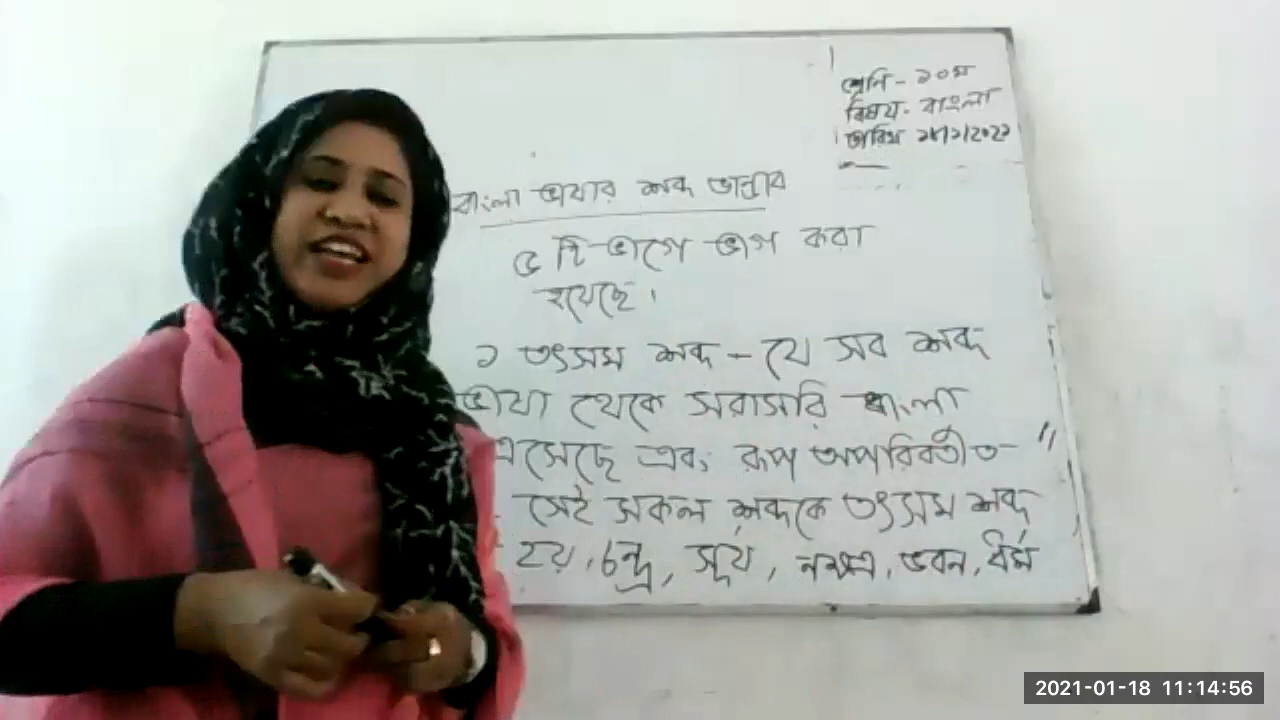 শ্রেণি - ১০ম
বিষয়- বাংলা
তারিখ ১৮/১/২০২১
বাংলা ভাষার শব্দ ভান্ডার
৫ টি ভাগে ভাগ করা
হয়েছে।
১ তৎসম শব্দ - যে সব শব্দ
ভাষা থেকে সরাসরি বাংলা
এসেছে এবং রূপ অপরিবর্তীত
সেই সকল শব্দকে তৎসম শব্দ
হয়, চন্দ্র, সূর্য, নক্ষত্র, ভবন, ধর্ম
2021-01-18 11:14:56